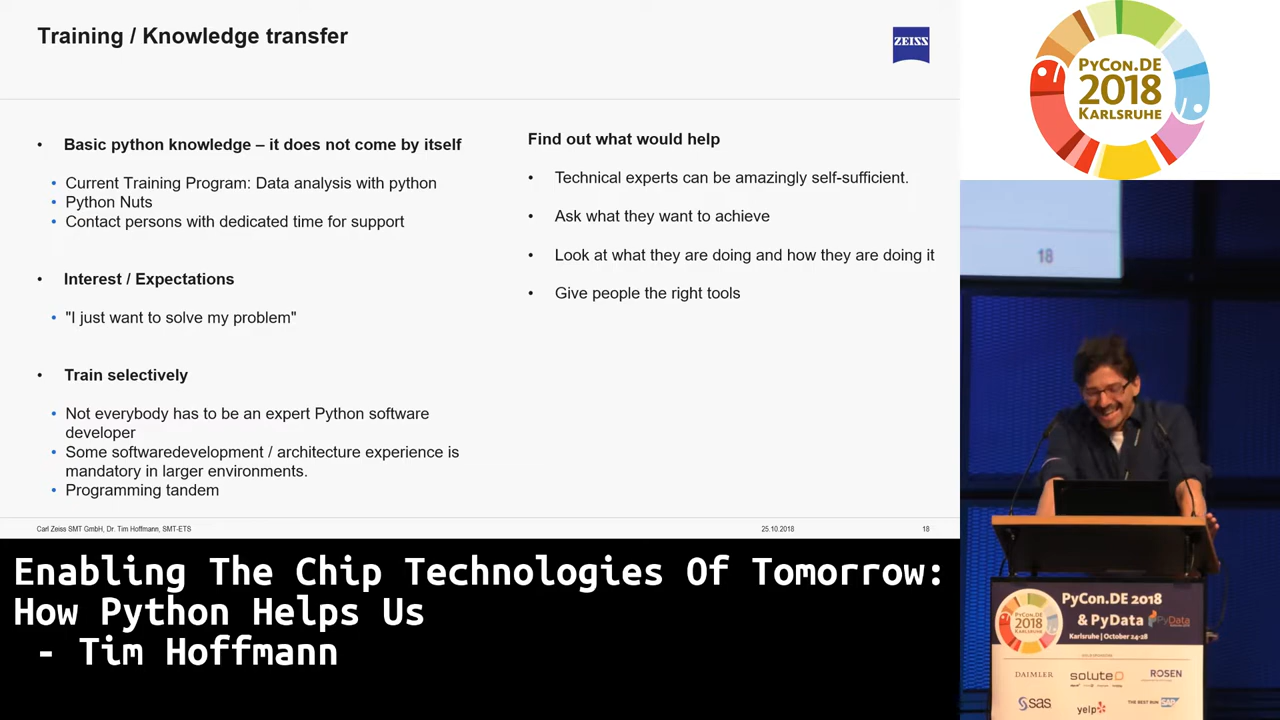 Training / Knowledge transfer
ZEISS
• Basic python knowledge – it does not come by itself
• Current Training Program: Data analysis with python
• Python Nuts
• Contact persons with dedicated time for support
• Interest / Expectations
• "I just want to solve my problem"
• Train selectively
• Not everybody has to be an expert Python software
developer
• Some softwaredevelopment / architecture experience is
mandatory in larger environments.
• Programming tandem
Find out what would help
• Technical experts can be amazingly self-sufficient.
• Ask what they want to achieve
• Look at what they are doing and how they are doing it
• Give people the right tools
Carl Zeiss SMT GmbH, Dr. Tim Hoffmann, SMT-ETS
25.10.2018
18
PYCON.DE
2018
KARLSRUHE
18
Enabling The Chip Technologies Of Tomorrow:
How Python Helps Us
- Tim Hoffmann
PyCon.DE 2018
& PyData
PyData
Karlsruhe | October 24-28
2018
DAIMLER
solute
ROSEN
sas
yelp
THE BEST RUN SAP